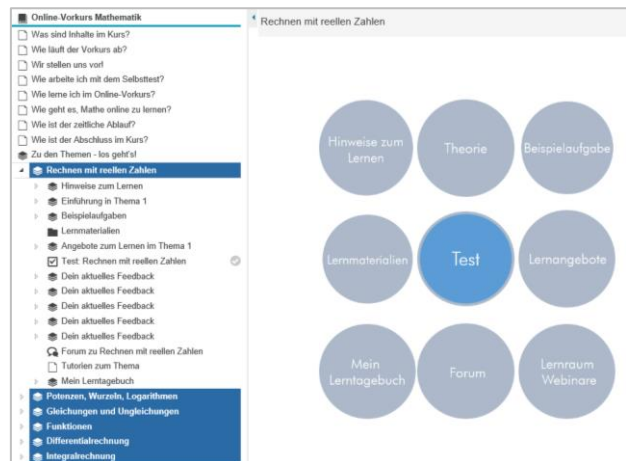 Online-Vorkurs Mathematik
Was sind Inhalte im Kurs?
Wie läuft der Vorkurs ab?
Wir stellen uns vor!
Wie arbeite ich mit dem Selbsttest?
Wie lerne ich im Online-Vorkurs?
Wie geht es, Mathe online zu lernen?
Wie ist der zeitliche Ablauf?
Wie ist der Abschluss im Kurs?
Zu den Themen - los geht's!
Rechnen mit reellen Zahlen
Hinweise zum Lernen
Einführung in Thema 1
Beispielaufgaben
Lernmaterialien
Angebote zum Lernen im Thema 1
Test: Rechnen mit reellen Zahlen
Dein aktuelles Feedback
Dein aktuelles Feedback
Dein aktuelles Feedback
Dein aktuelles Feedback
Dein aktuelles Feedback
Forum zu Rechnen mit reellen Zahlen
Tutorien zum Thema
Mein Lerntagebuch
Potenzen, Wurzeln, Logarithmen
Gleichungen und Ungleichungen
Funktionen
Differentialrechnung
Integralrechnung
Rechnen mit reellen Zahlen
Hinweise zum
Lernen
Theorie
Beispielaufgabe
Lernmaterialien
Test
Lernangebote
Mein
Lerntagebuch
Forum
Lernraum
Webinare